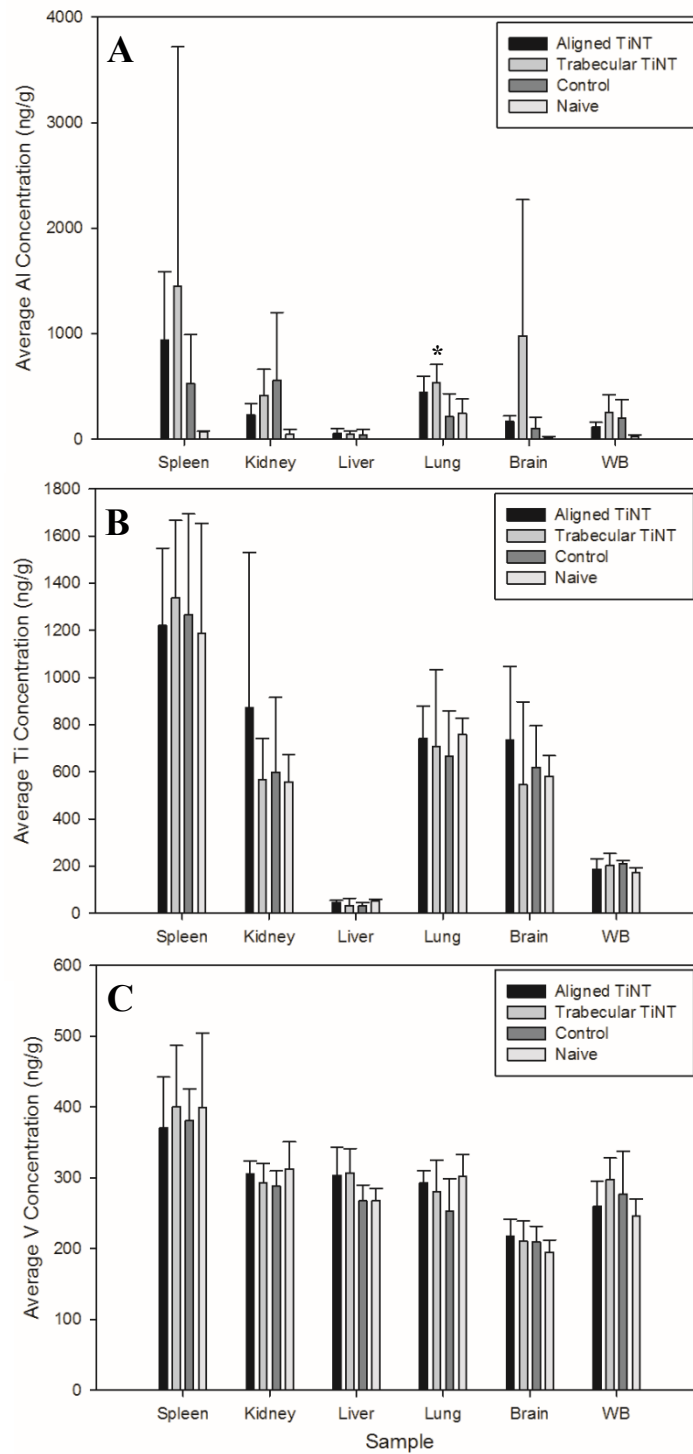 A
Aligned TiNT
Trabecular TiNT
Control
Naive
Average Al Concentration (ng/g)
4000
3000
2000
1000
0
*
Spleen Kidney Liver Lung Brain WB
B
Aligned TiNT
Trabecular TiNT
Control
Naive
Average Ti Concentration (ng/g)
1800
1600
1400
1200
1000
800
600
400
200
0
Spleen Kidney Liver Lung Brain WB
C
Aligned TiNT
Trabecular TiNT
Control
Naive
Average V Concentration (ng/g)
600
500
400
300
200
100
0
Spleen Kidney Liver Lung Brain WB
Sample